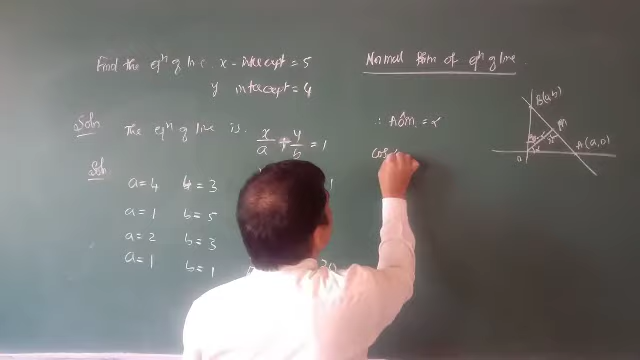 Find the eqⁿ of line x-intercept = 5
y intercept = 4
Soln The eqⁿ of line is x/a + y/b = 1
a = 4 b = 3
a = 1 b = 5
a = 2 b = 3
a = 1 b = 1
Normal form of eqⁿ of line
∴ AÔM = α
cos
B(0,b)
M
A(a,0)